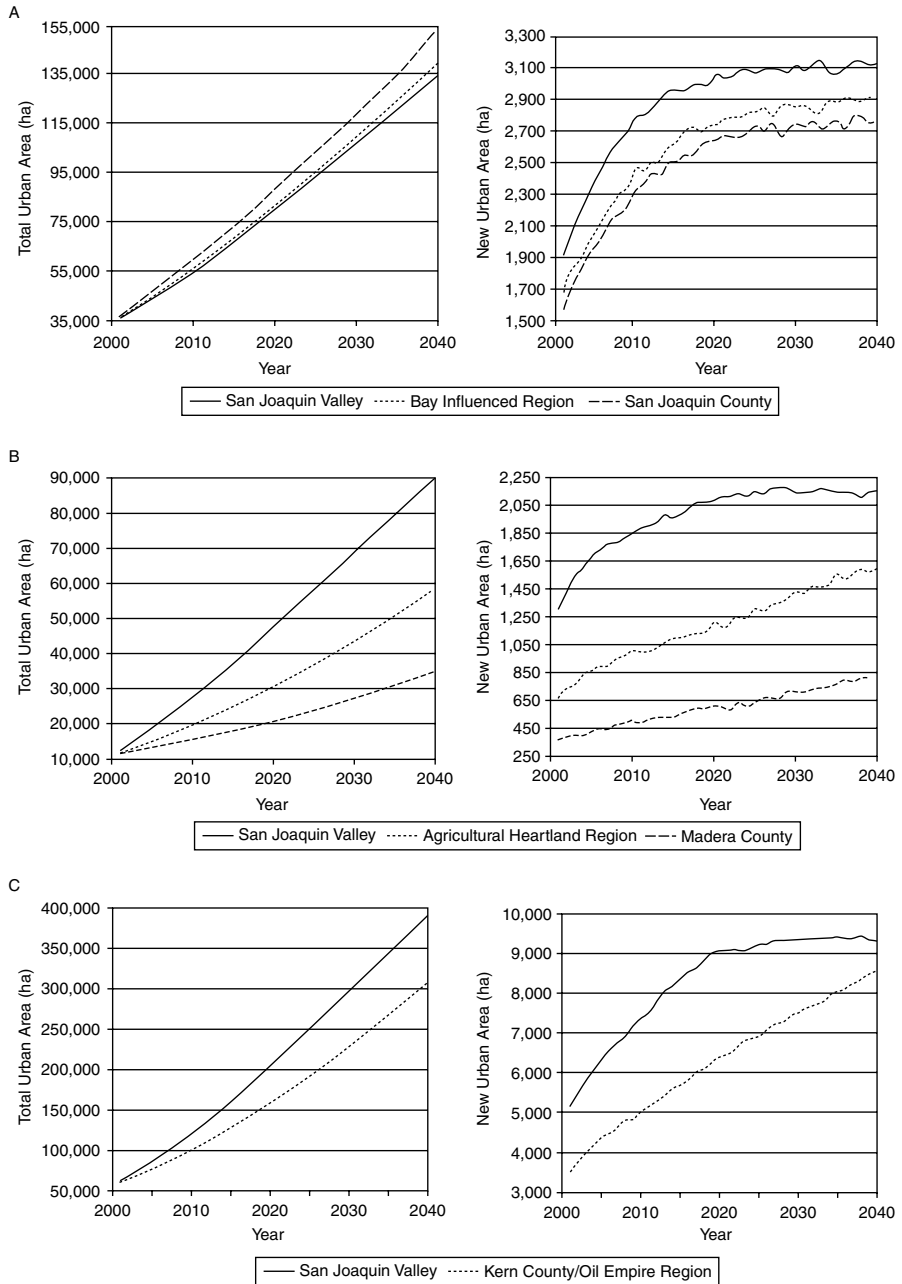 A
155,000
135,000
115,000
95,000
75,000
55,000
35,000
Total Urban Area (ha)
2000 2010 2020 2030 2040
Year
3,300
3,100
2,900
2,700
2,500
2,300
2,100
1,900
1,700
1,500
New Urban Area (ha)
2000 2010 2020 2030 2040
Year
San Joaquin Valley Bay Influenced Region San Joaquin County
B
90,000
80,000
70,000
60,000
50,000
40,000
30,000
20,000
10,000
Total Urban Area (ha)
2000 2010 2020 2030 2040
Year
2,250
2,050
1,850
1,650
1,450
1,250
1,050
850
650
450
250
New Urban Area (ha)
2000 2010 2020 2030 2040
Year
San Joaquin Valley Agricultural Heartland Region Madera County
C
400,000
350,000
300,000
250,000
200,000
150,000
100,000
50,000
Total Urban Area (ha)
2000 2010 2020 2030 2040
Year
10,000
9,000
8,000
7,000
6,000
5,000
4,000
3,000
New Urban Area (ha)
2000 2010 2020 2030 2040
Year
San Joaquin Valley Kern County/Oil Empire Region